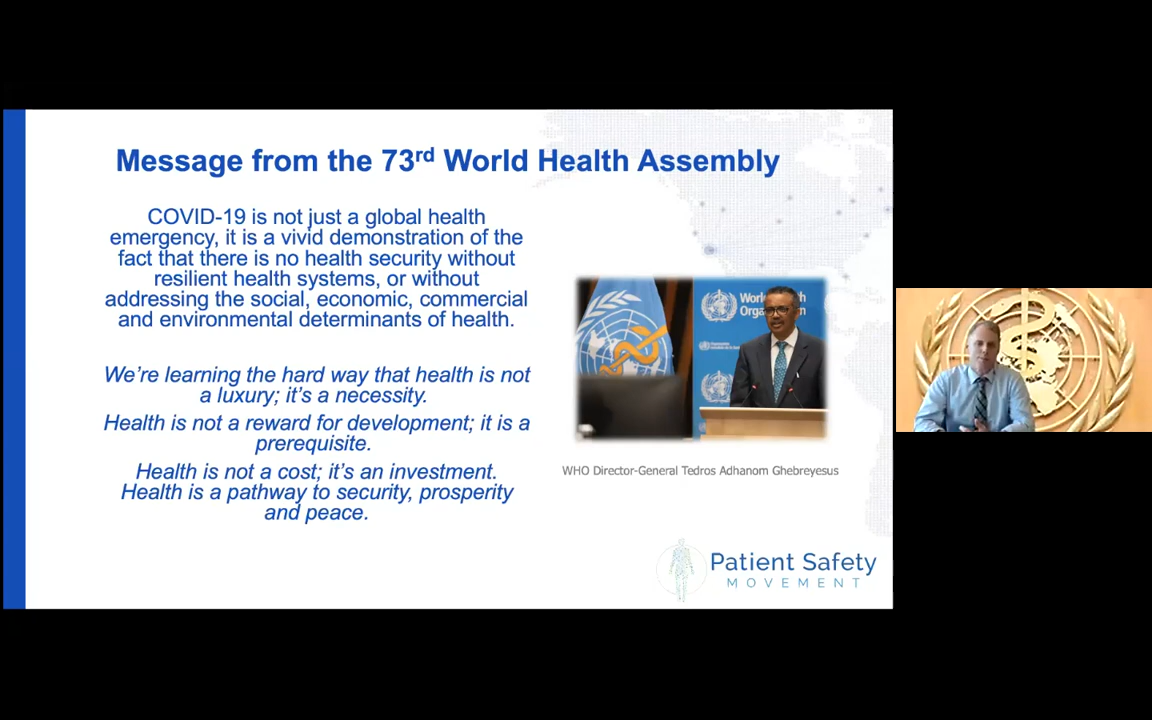 Message from the 73rd World Health Assembly
COVID-19 is not just a global health
emergency, it is a vivid demonstration of the
fact that there is no health security without
resilient health systems, or without
addressing the social, economic, commercial
and environmental determinants of health.
We're learning the hard way that health is not
a luxury; it's a necessity.
Health is not a reward for development; it is a
prerequisite.
Health is not a cost; it's an investment.
Health is a pathway to security, prosperity
and peace.
World Health
WHO Director-General Tedros Adhanom Ghebreyesus
Patient Safety
MOVEMENT